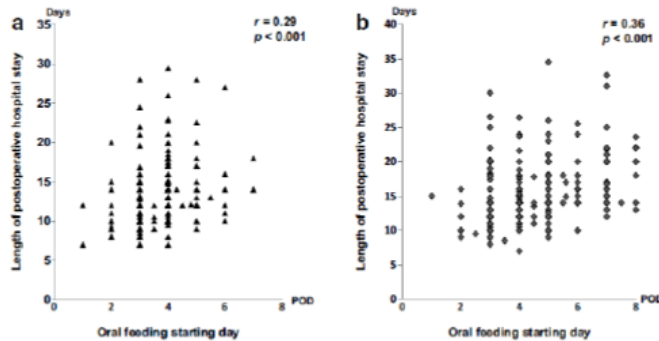 a
Days
r = 0.29
p < 0.001
Length of postoperative hospital stay
35
30
25
20
15
10
5
0
0
2
4
6
8
POD
Oral feeding starting day
b
Days
r = 0.36
p < 0.001
Length of postoperative hospital stay
40
35
30
25
20
15
10
5
0
0
2
4
6
8
POD
Oral feeding starting day